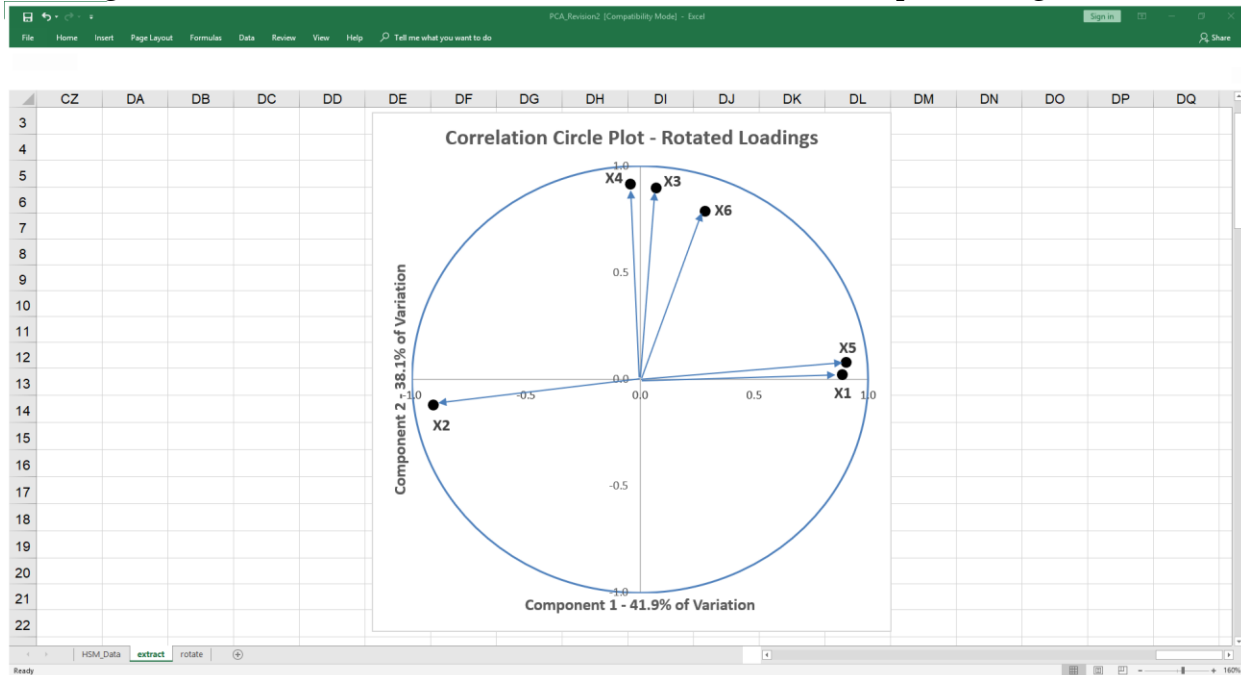 PCA_Revision2 [Compatibility Mode] - Excel
Sign in
File Home Insert Page Layout Formulas Data Review View Help Tell me what you want to do
Share
CZ DA DB DC DD DE DF DG DH DI DJ DK DL DM DN DO DP DQ
3
4
5
6
7
8
9
10
11
12
13
14
15
16
17
18
19
20
21
22
Correlation Circle Plot - Rotated Loadings
1.0
X4 X3
X6
0.5
Component 2 - 38.1% of Variation
X5
0.0
-1.0 -0.5 0.0 0.5 X1 1.0
X2
-0.5
-1.0
Component 1 - 41.9% of Variation
HSM_Data extract rotate
Ready
160%